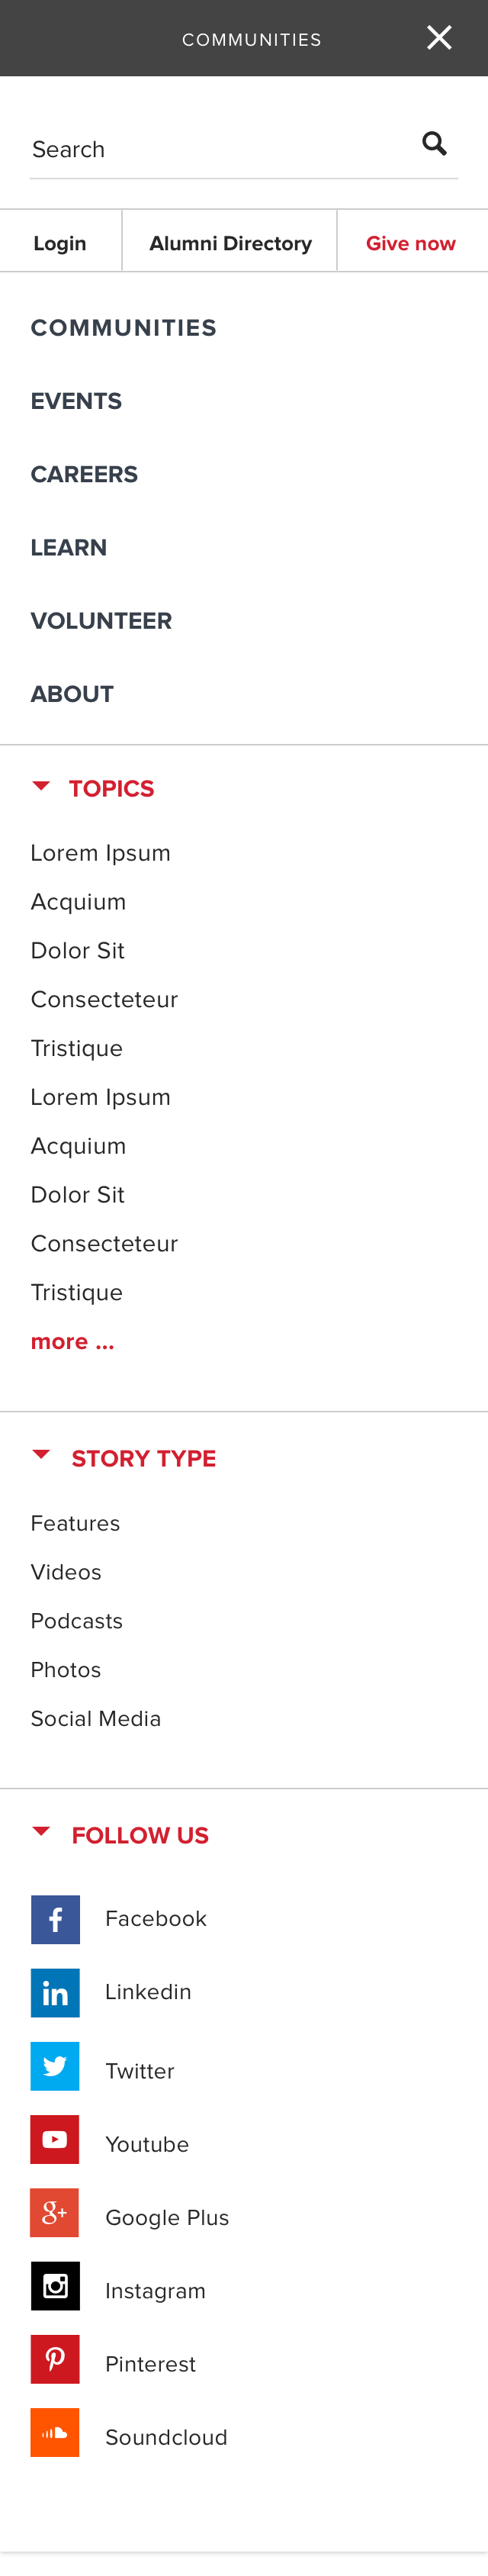 COMMUNITIES
Search
Login
Alumni Directory
Give now
COMMUNITIES
EVENTS
CAREERS
LEARN
VOLUNTEER
ABOUT
TOPICS
Lorem Ipsum
Acquium
Dolor Sit
Consecteteur
Tristique
Lorem Ipsum
Acquium
Dolor Sit
Consecteteur
Tristique
more ...
STORY TYPE
Features
Videos
Podcasts
Photos
Social Media
FOLLOW US
Facebook
Linkedin
Twitter
Youtube
Google Plus
Instagram
Pinterest
Soundcloud